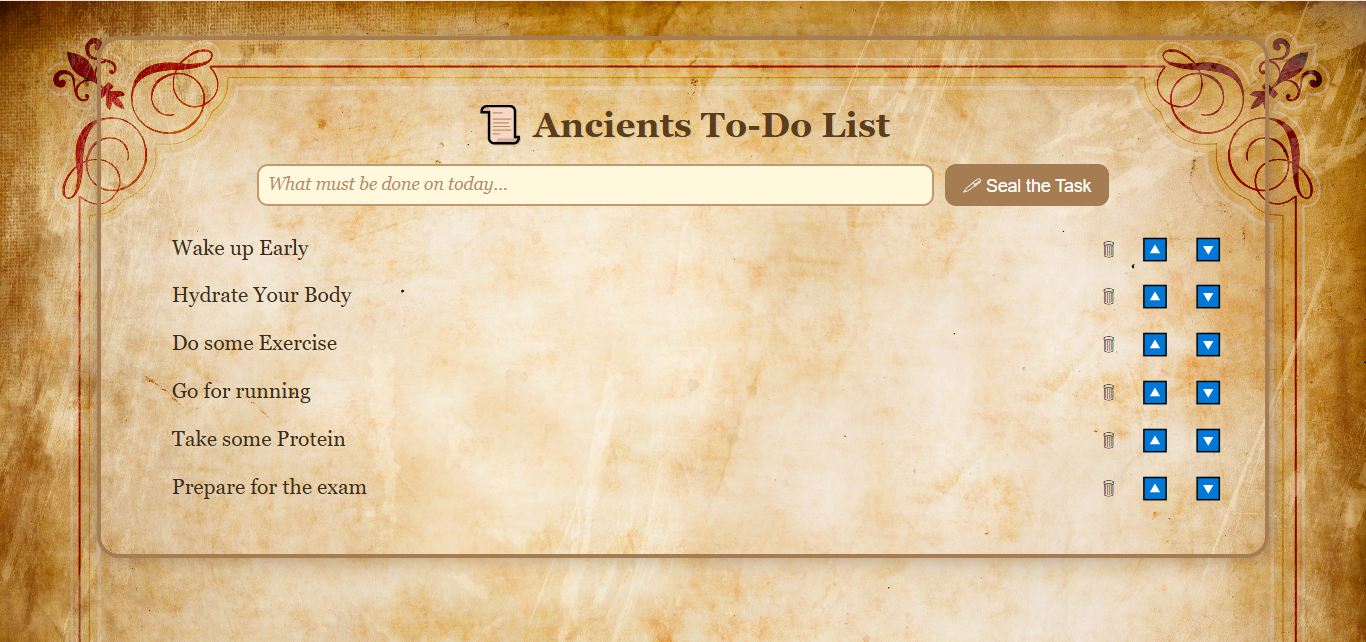 Ancients To-Do List
What must be done on today...
Seal the Task
Wake up Early
Hydrate Your Body
Do some Exercise
Go for running
Take some Protein
Prepare for the exam